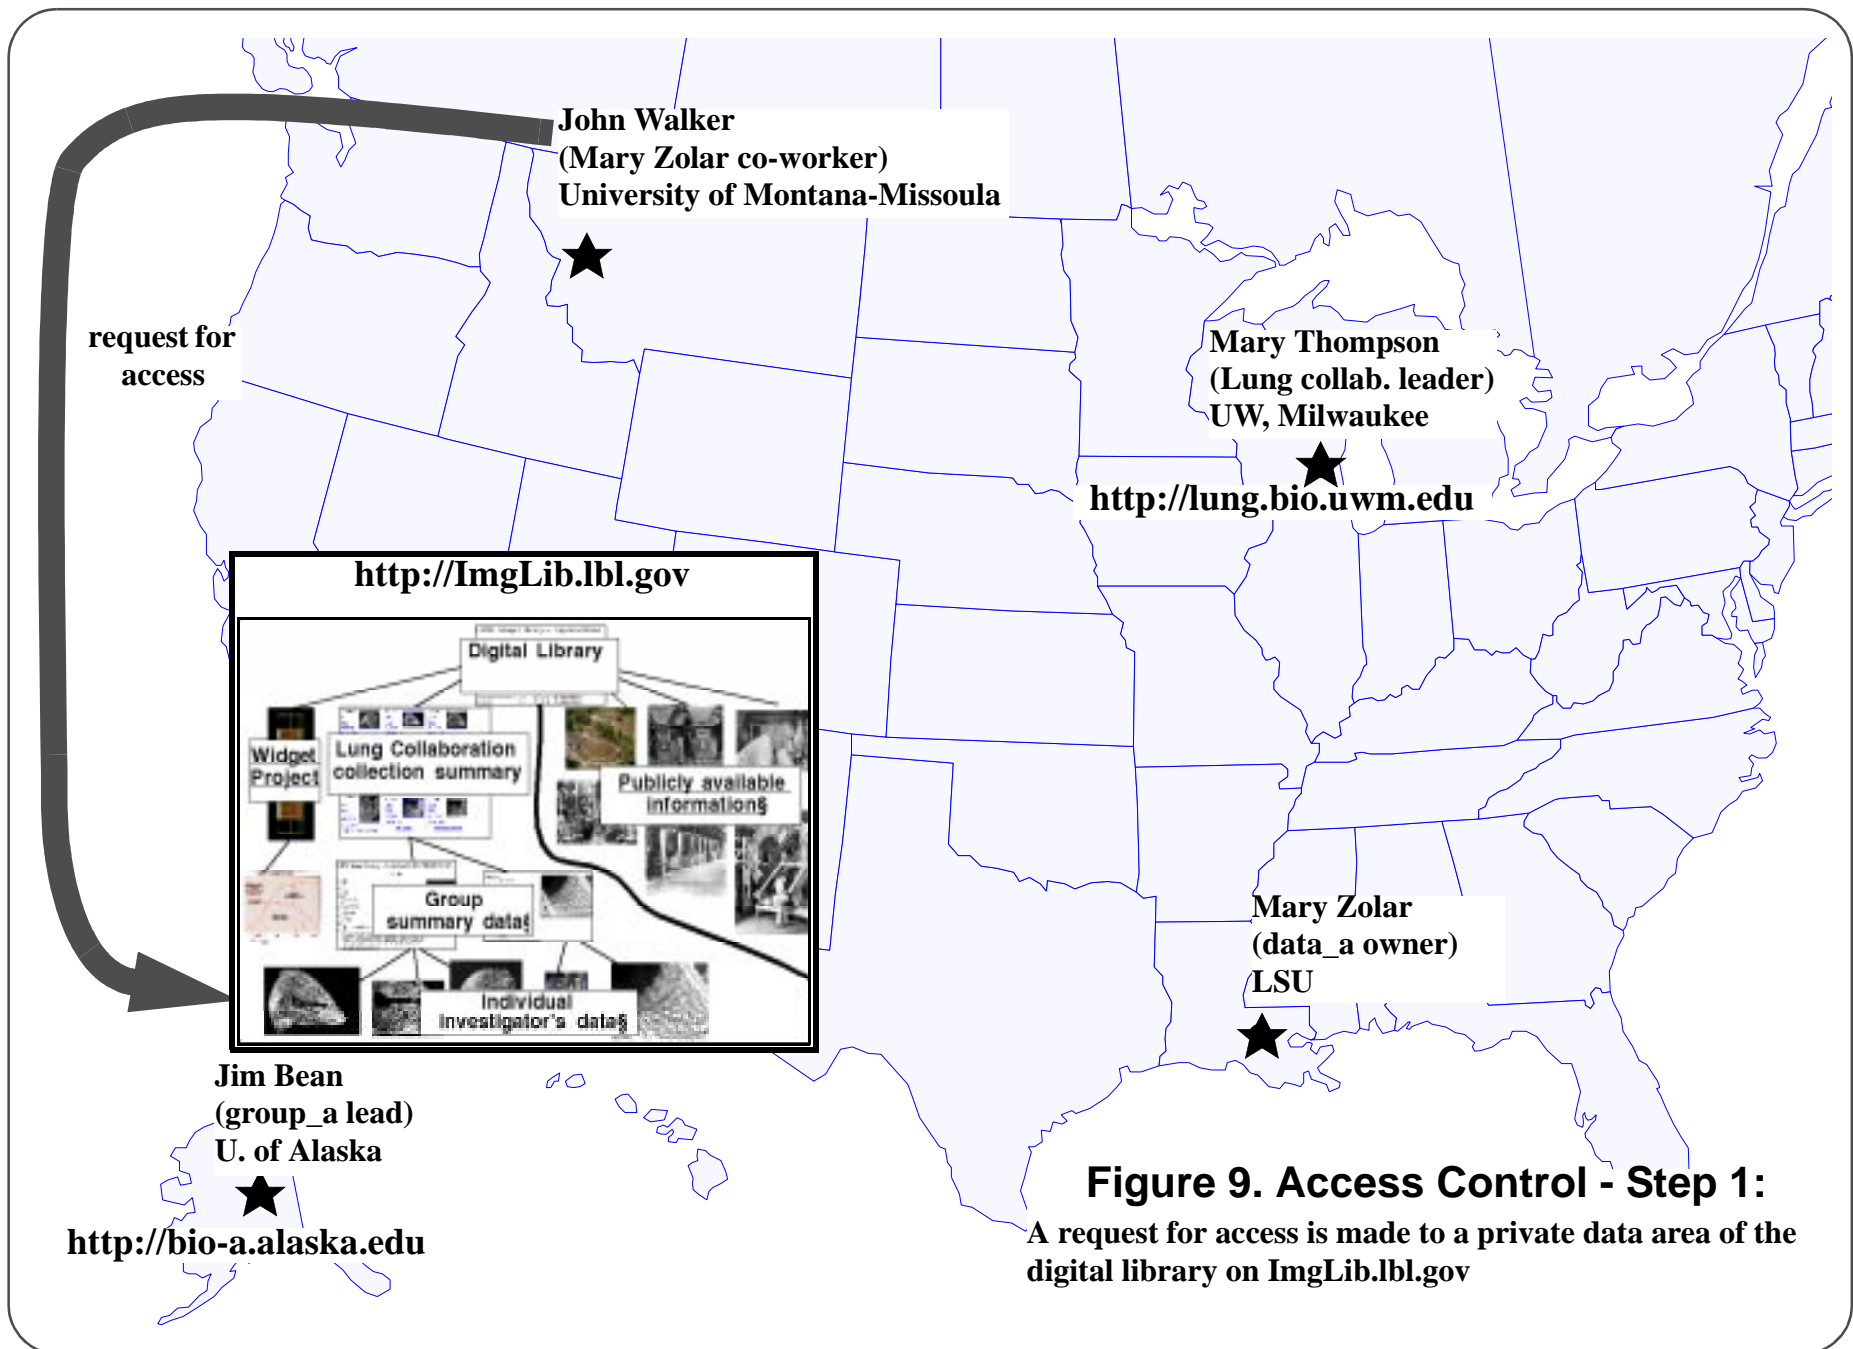 John Walker
(Mary Zolar co-worker)
University of Montana-Missoula
request for
access
Mary Thompson
(Lung collab. leader)
UW, Milwaukee
http://lung.bio.uwm.edu
http://ImgLib.lbl.gov
Digital Library
Widget
Project
Lung Collaboration
collection summary
Publicly available
information§
Group
summary data§
Individual
investigator's data§
Mary Zolar
(data_a owner)
LSU
Jim Bean
(group_a lead)
U. of Alaska
http://bio-a.alaska.edu
Figure 9. Access Control - Step 1:
A request for access is made to a private data area of the
digital library on ImgLib.lbl.gov